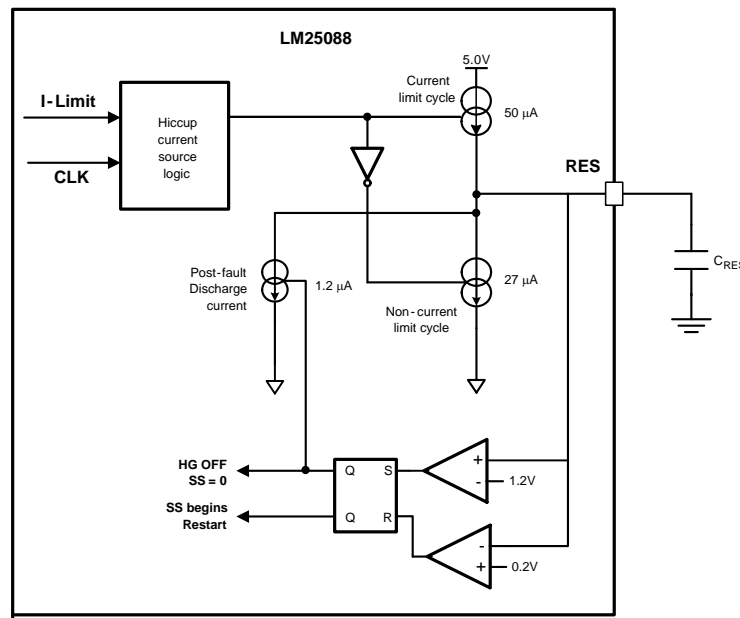 LM25088
5.0V
Current
limit cycle
50 µA
I-Limit
CLK
Hiccup
current
source
logic
RES
CRES
Post-fault
Discharge
current
1.2 µA
27 µA
Non-current
limit cycle
HG OFF
SS = 0
SS begins
Restart
Q
S
Q
R
+
-
1.2V
-
+
0.2V